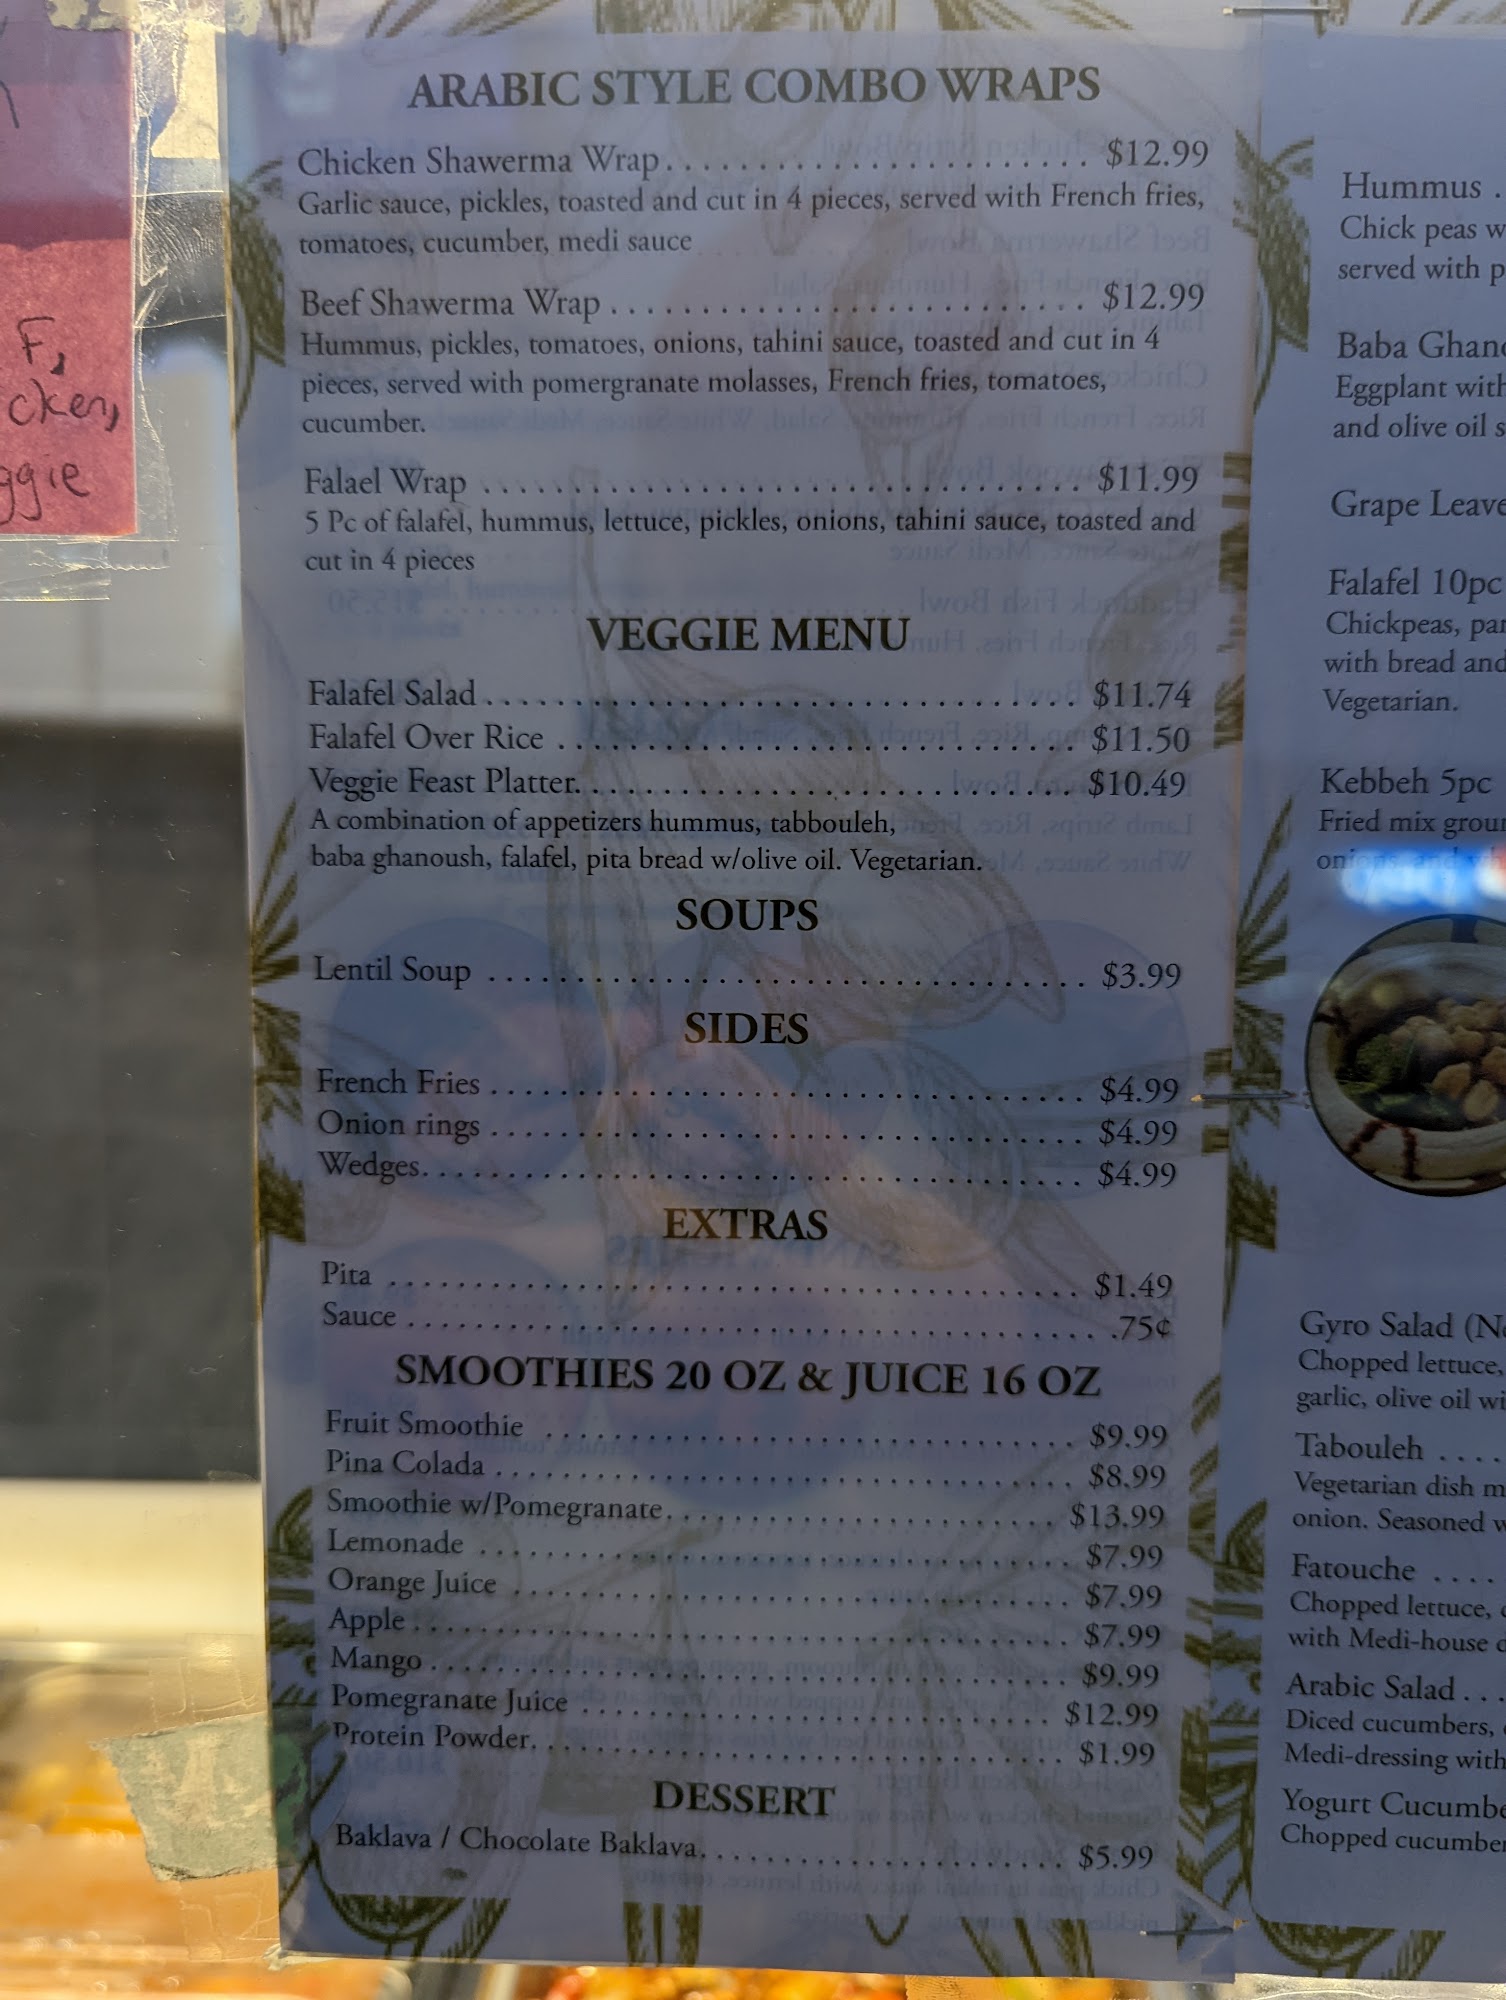 ARABIC STYLE COMBO WRAPS
Chicken Shawerma Wrap. . . . . . . . . . . . . . . . . . . . . . . . $12.99
Garlic sauce, pickles, toasted and cut in 4 pieces, served with French fries,
tomatoes, cucumber, medi sauce
Beef Shawerma Wrap . . . . . . . . . . . . . . . . . . . . . . . . . . . $12.99
Hummus, pickles, tomatoes, onions, tahini sauce, toasted and cut in 4
pieces, served with pomergranate molasses, French fries, tomatoes,
cucumber.
Falael Wrap . . . . . . . . . . . . . . . . . . . . . . . . . . . . . . . . . . $11.99
5 Pc of falafel, hummus, lettuce, pickles, onions, tahini sauce, toasted and
cut in 4 pieces
VEGGIE MENU
Falafel Salad . . . . . . . . . . . . . . . . . . . . . . . . . . . . . . . . . $11.74
Falafel Over Rice . . . . . . . . . . . . . . . . . . . . . . . . . . . . . $11.50
Veggie Feast Platter. . . . . . . . . . . . . . . . . . . . . . . . . . . . $10.49
A combination of appetizers hummus, tabbouleh,
baba ghanoush, falafel, pita bread w/olive oil. Vegetarian.
SOUPS
Lentil Soup . . . . . . . . . . . . . . . . . . . . . . . . . . . . . . . . . . $3.99
SIDES
French Fries . . . . . . . . . . . . . . . . . . . . . . . . . . . . . . . . . $4.99
Onion rings . . . . . . . . . . . . . . . . . . . . . . . . . . . . . . . . . $4.99
Wedges. . . . . . . . . . . . . . . . . . . . . . . . . . . . . . . . . . . . . $4.99
EXTRAS
Pita . . . . . . . . . . . . . . . . . . . . . . . . . . . . . . . . . . . . . . . $1.49
Sauce . . . . . . . . . . . . . . . . . . . . . . . . . . . . . . . . . . . . . . .75¢
SMOOTHIES 20 OZ & JUICE 16 OZ
Fruit Smoothie . . . . . . . . . . . . . . . . . . . . . . . . . . . . . . $9.99
Pina Colada . . . . . . . . . . . . . . . . . . . . . . . . . . . . . . . . . $8.99
Smoothie w/Pomegranate. . . . . . . . . . . . . . . . . . . . . . $13.99
Lemonade . . . . . . . . . . . . . . . . . . . . . . . . . . . . . . . . . . $7.99
Orange Juice . . . . . . . . . . . . . . . . . . . . . . . . . . . . . . . . $7.99
Apple . . . . . . . . . . . . . . . . . . . . . . . . . . . . . . . . . . . . . . $7.99
Mango . . . . . . . . . . . . . . . . . . . . . . . . . . . . . . . . . . . . . $9.99
Pomegranate Juice . . . . . . . . . . . . . . . . . . . . . . . . . . . $12.99
Protein Powder. . . . . . . . . . . . . . . . . . . . . . . . . . . . . . $1.99
DESSERT
Baklava / Chocolate Baklava. . . . . . . . . . . . . . . . . . . . . $5.99
Hummus .
Chick peas w
served with p
Baba Ghano
Eggplant with
and olive oil s
Grape Leave
Falafel 10pc
Chickpeas, par
with bread and
Vegetarian.
Kebbeh 5pc
Fried mix groun
onions, and
Gyro Salad (No
Chopped lettuce,
garlic, olive oil wi
Tabouleh . . . .
Vegetarian dish m
onion. Seasoned w
Fatouche . . . .
Chopped lettuce, c
with Medi-house d
Arabic Salad . . .
Diced cucumbers,
Medi-dressing with
Yogurt Cucumbe
Chopped cucumber
F,
cken,
ggie